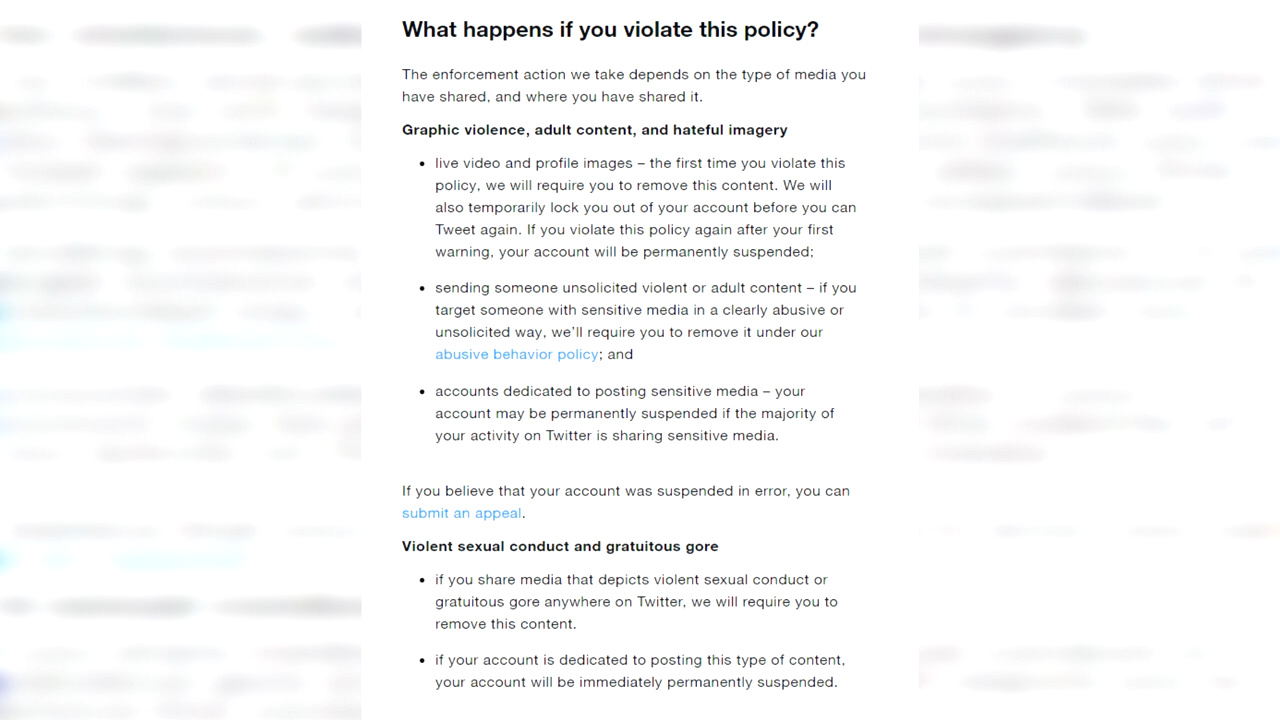 What happens if you violate this policy?
The enforcement action we take depends on the type of media you
have shared, and where you have shared it.
Graphic violence, adult content, and hateful imagery
• live video and profile images – the first time you violate this
policy, we will require you to remove this content. We will
also temporarily lock you out of your account before you can
Tweet again. If you violate this policy again after your first
warning, your account will be permanently suspended;
• sending someone unsolicited violent or adult content – if you
target someone with sensitive media in a clearly abusive or
unsolicited way, we’ll require you to remove it under our
abusive behavior policy; and
• accounts dedicated to posting sensitive media – your
account may be permanently suspended if the majority of
your activity on Twitter is sharing sensitive media.
If you believe that your account was suspended in error, you can
submit an appeal.
Violent sexual conduct and gratuitous gore
• if you share media that depicts violent sexual conduct or
gratuitous gore anywhere on Twitter, we will require you to
remove this content.
• if your account is dedicated to posting this type of content,
your account will be immediately permanently suspended.